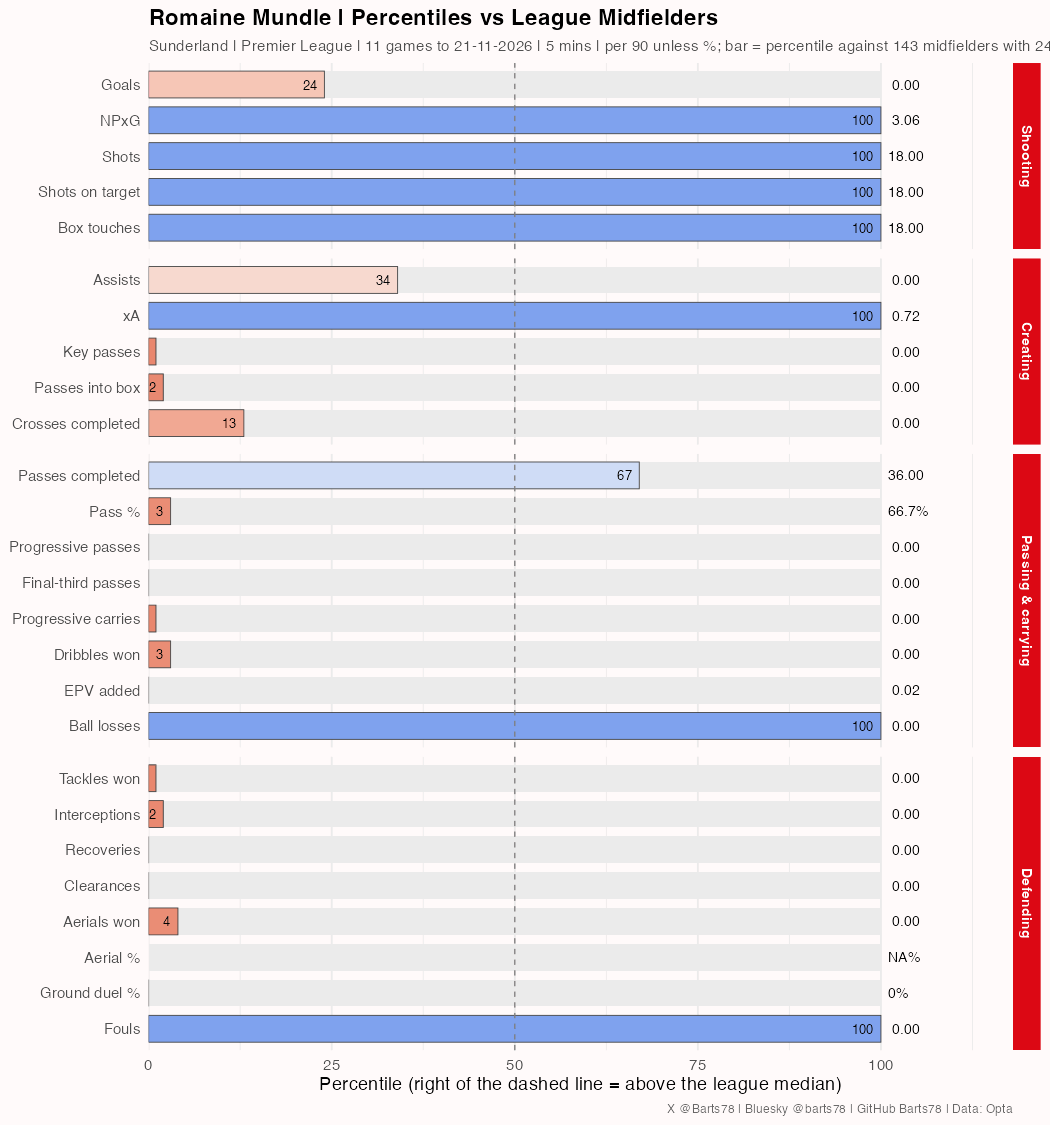 Romaine Mundle | Percentiles vs League Midfielders
Sunderland | Premier League | 11 games to 21-11-2026 | 5 mins | per 90 unless %; bar = percentile against 143 midfielders with 24
Shooting
Goals 24 0.00
NPxG 100 3.06
Shots 100 18.00
Shots on target 100 18.00
Box touches 100 18.00
Creating
Assists 34 0.00
xA 100 0.72
Key passes 0.00
Passes into box 2 0.00
Crosses completed 13 0.00
Passing & carrying
Passes completed 67 36.00
Pass % 3 66.7%
Progressive passes 0.00
Final-third passes 0.00
Progressive carries 0.00
Dribbles won 3 0.00
EPV added 0.02
Ball losses 100 0.00
Defending
Tackles won 0.00
Interceptions 2 0.00
Recoveries 0.00
Clearances 0.00
Aerials won 4 0.00
Aerial % NA%
Ground duel % 0%
Fouls 100 0.00
0 25 50 75 100
Percentile (right of the dashed line = above the league median)
X @Barts78 | Bluesky @barts78 | GitHub Barts78 | Data: Opta